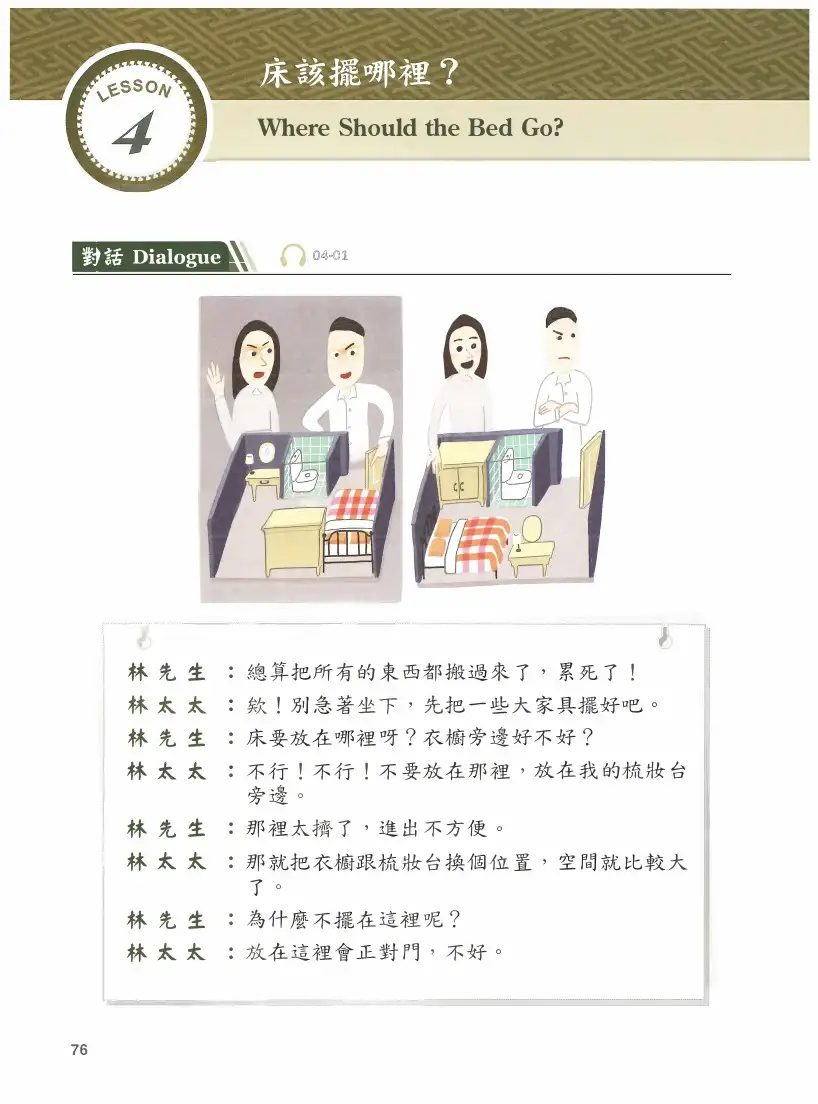 LESSON
4
床該擺哪裡？
Where Should the Bed Go?
對話 Dialogue
04-01
林先生：總算把所有的東西都搬過來了，累死了！
林太太：欸！別急著坐下，先把一些大家具擺好吧。
林先生：床要放在哪裡呀？衣櫥旁邊好不好？
林太太：不行！不行！不要放在那裡，放在我的梳妝台
旁邊。
林先生：那裡太擠了，進出不方便。
林太太：那就把衣櫥跟梳妝台換個位置，空間就比較大
了。
林先生：為什麼不擺在這裡呢？
林太太：放在這裡會正對門，不好。
76